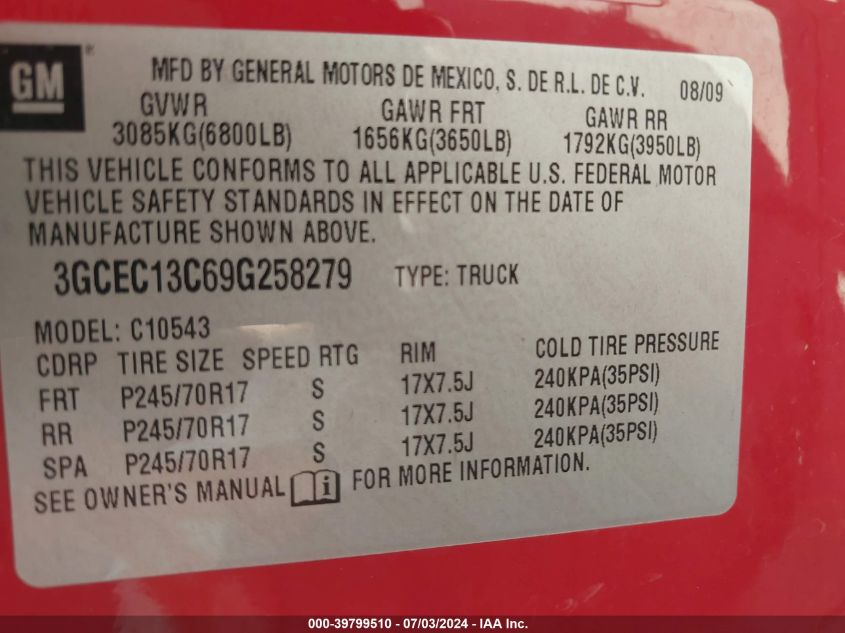 GM
MFD BY GENERAL MOTORS DE MEXICO, S. DE R.L. DE C.V. 08/09
GVWR GAWR FRT GAWR RR
3085KG(6800LB) 1656KG(3650LB) 1792KG(3950LB)
THIS VEHICLE CONFORMS TO ALL APPLICABLE U.S. FEDERAL MOTOR
VEHICLE SAFETY STANDARDS IN EFFECT ON THE DATE OF
MANUFACTURE SHOWN ABOVE.
3GCEC13C69G258279 TYPE: TRUCK
MODEL: C10543
CDRP TIRE SIZE SPEED RTG RIM COLD TIRE PRESSURE
FRT P245/70R17 S 17X7.5J 240KPA(35PSI)
RR P245/70R17 S 17X7.5J 240KPA(35PSI)
SPA P245/70R17 S 17X7.5J 240KPA(35PSI)
SEE OWNER'S MANUAL i FOR MORE INFORMATION.
000-39799510 - 07/03/2024 - IAA Inc.